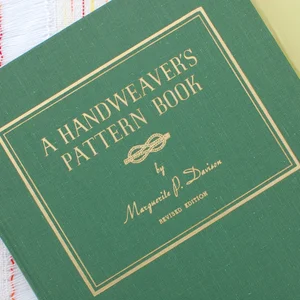 A HANDWEAVER'S
PATTERN BOOK
by
Marguerite P. Davison
REVISED EDITION